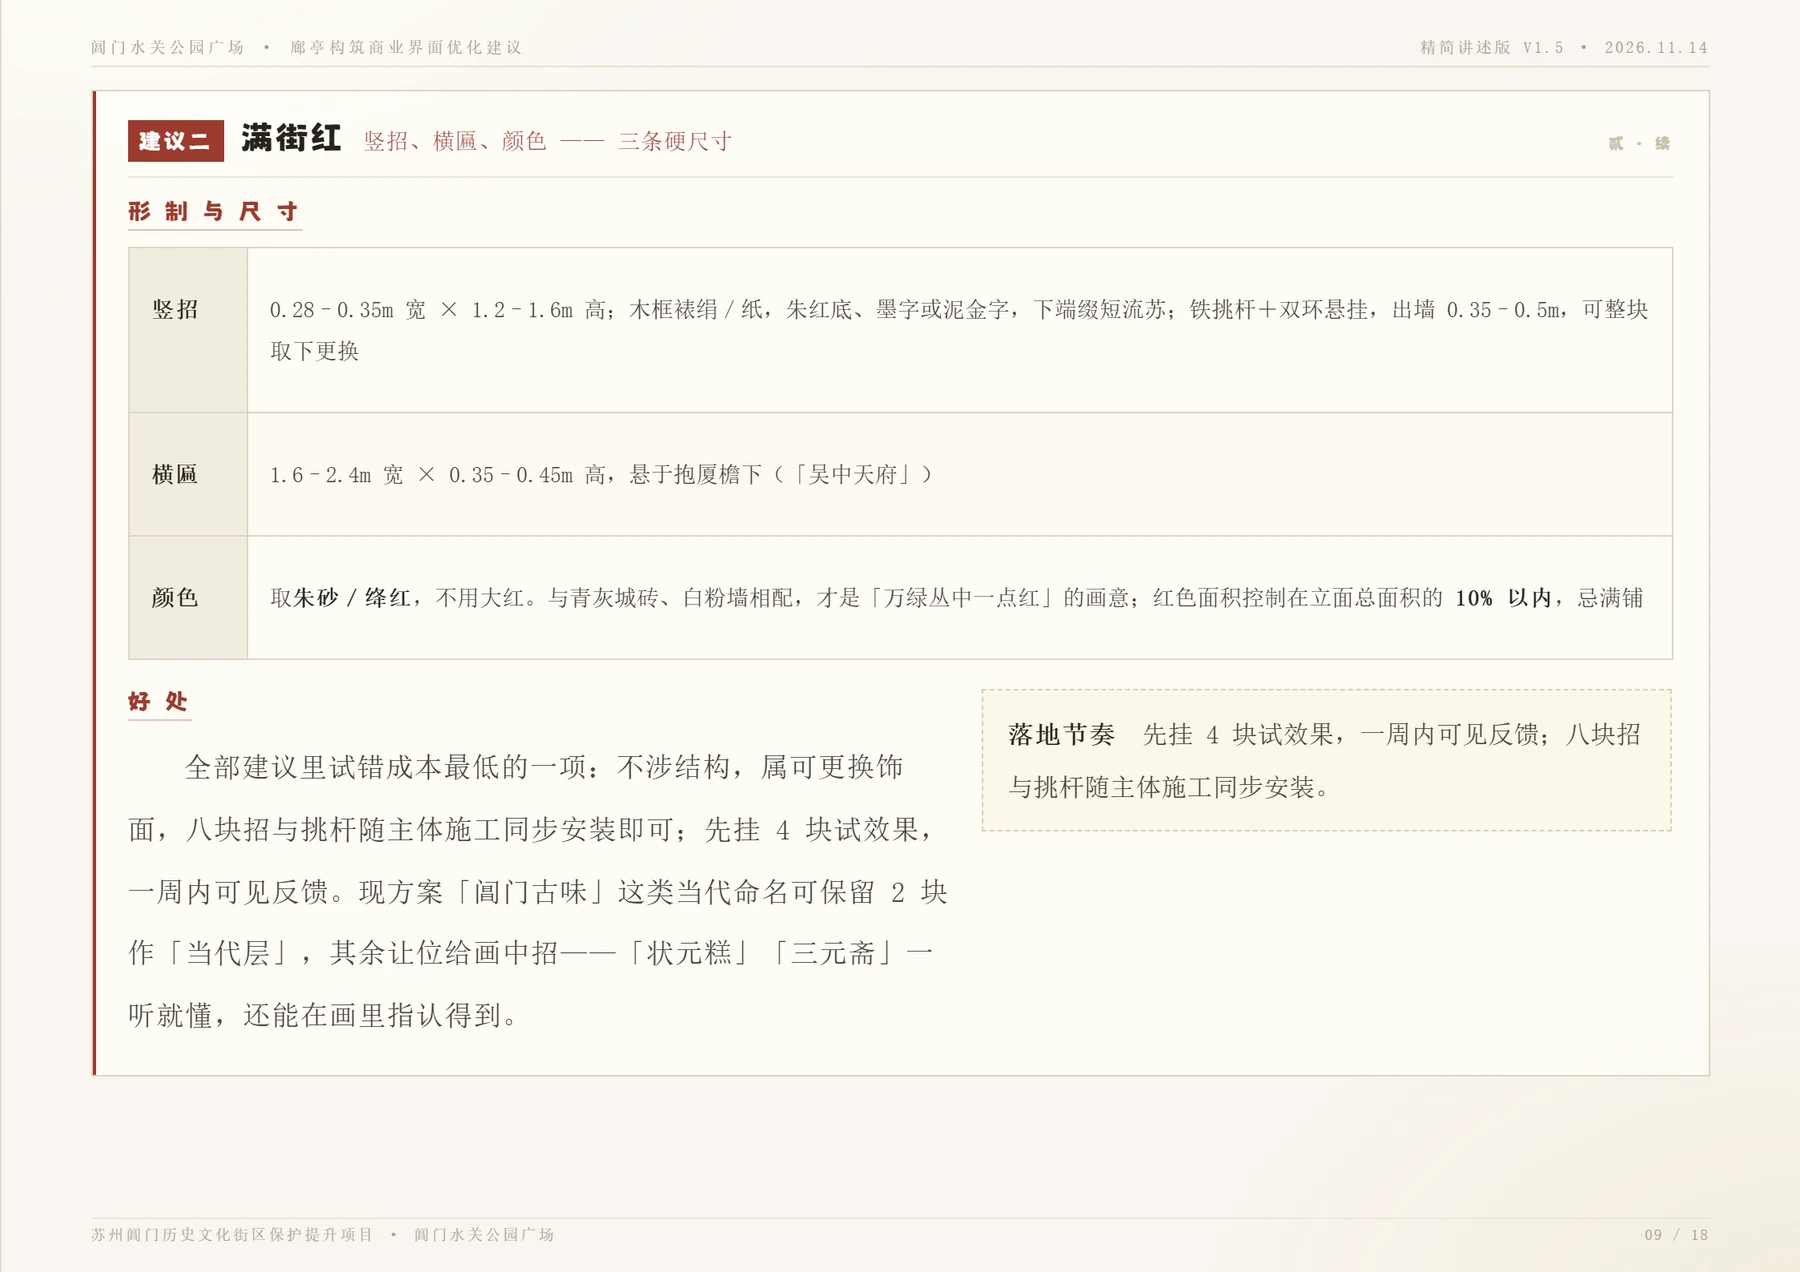 阊门水关公园广场 • 廊亭构筑商业界面优化建议
精简讲述版 V1.5 • 2026.11.14
建议二 满街红 竖招、横匾、颜色 —— 三条硬尺寸
贰 · 续
形制与尺寸
竖招
0.28–0.35m 宽 × 1.2–1.6m 高；木框裱绢/纸，朱红底、墨字或泥金字，下端缀短流苏；铁挑杆＋双环悬挂，出墙 0.35–0.5m，可整块
取下更换
横匾
1.6–2.4m 宽 × 0.35–0.45m 高，悬于抱厦檐下（「吴中天府」）
颜色
取朱砂/绛红，不用大红。与青灰城砖、白粉墙相配，才是「万绿丛中一点红」的画意；红色面积控制在立面总面积的 10% 以内，忌满铺
好处
全部建议里试错成本最低的一项：不涉结构，属可更换饰
面，八块招与挑杆随主体施工同步安装即可；先挂 4 块试效果，
一周内可见反馈。现方案「阊门古味」这类当代命名可保留 2 块
作「当代层」，其余让位给画中招——「状元糕」「三元斋」一
听就懂，还能在画里指认得到。
落地节奏 先挂 4 块试效果，一周内可见反馈；八块招
与挑杆随主体施工同步安装。
苏州阊门历史文化街区保护提升项目 • 阊门水关公园广场
09 / 18